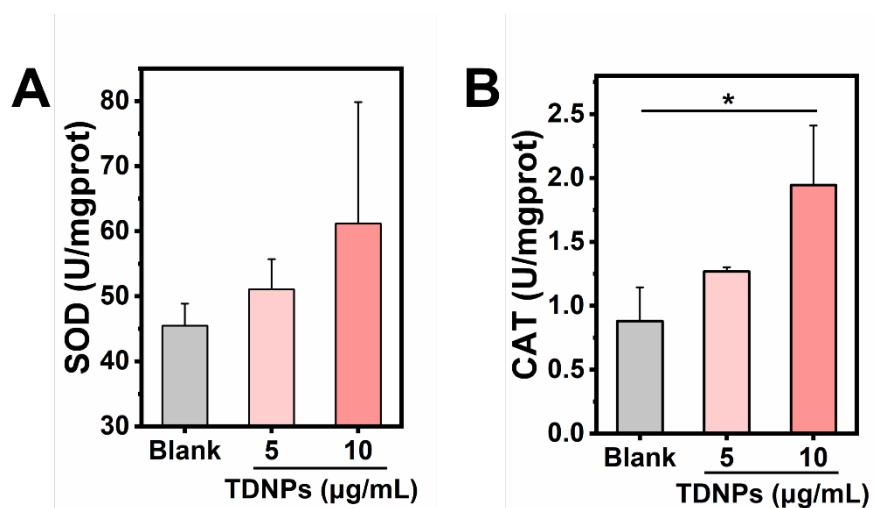 A
SOD (U/mgprot)
80
70
60
50
40
30
Blank
5
10
TDNPs (μg/mL)
B
CAT (U/mgprot)
2.5
2.0
1.5
1.0
0.5
0.0
*
Blank
5
10
TDNPs (μg/mL)